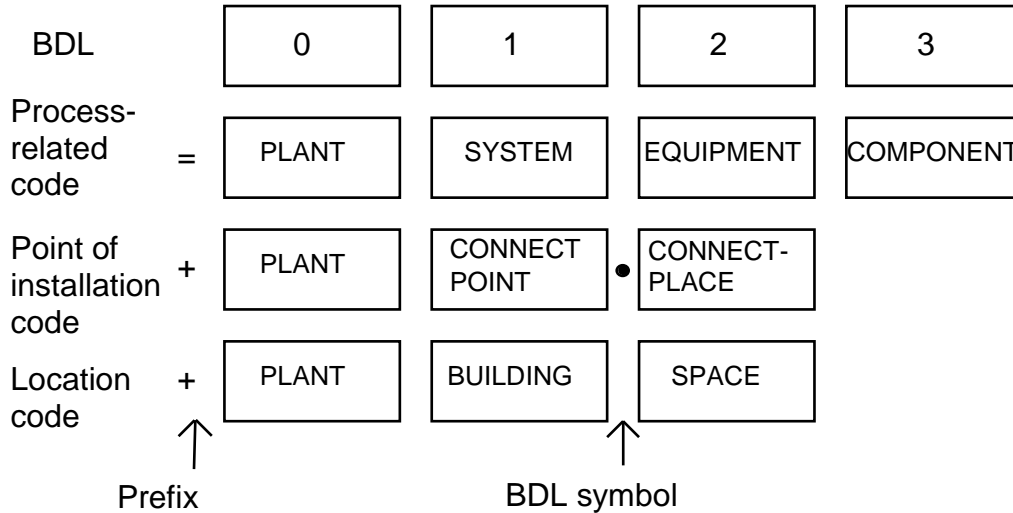 BDL 0 1 2 3
Process-
related
code = PLANT SYSTEM EQUIPMENT COMPONENT
Point of
installation
code + PLANT CONNECT
POINT • CONNECT-
PLACE
Location
code + PLANT BUILDING SPACE
Prefix BDL symbol